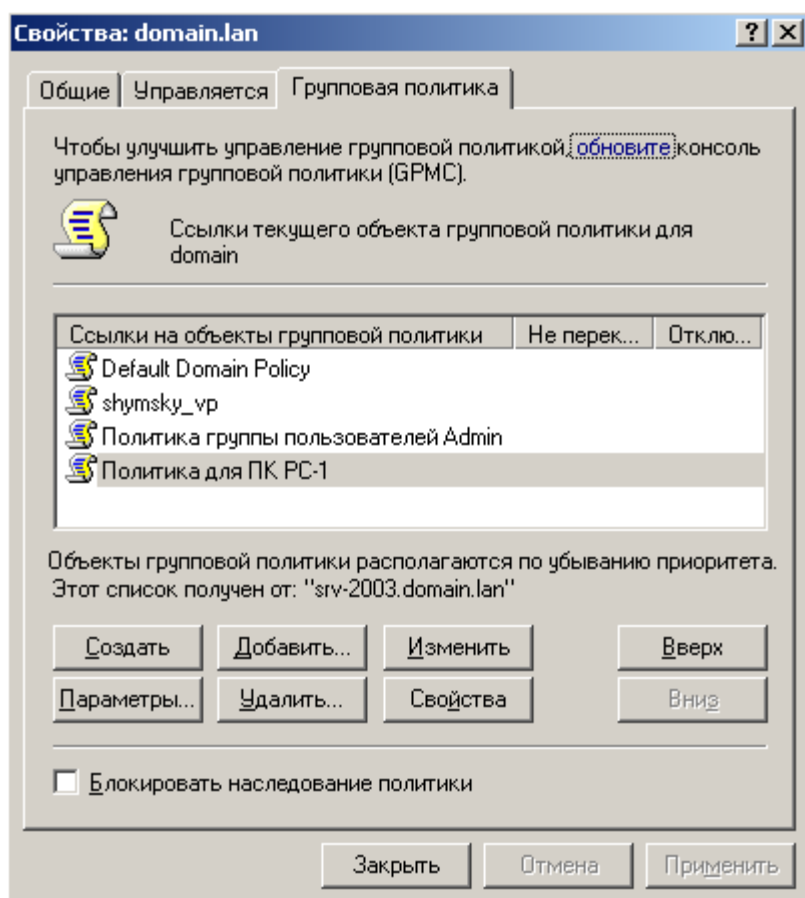 Свойства: domain.lan
Общие Управляется Групповая политика
Чтобы улучшить управление групповой политикой, обновите консоль
управления групповой политики (GPMC).
Ссылки текущего объекта групповой политики для
domain
Ссылки на объекты групповой политики Не перек... Отклю...
Default Domain Policy
shymsky_vp
Политика группы пользователей Admin
Политика для ПК PC-1
Объекты групповой политики располагаются по убыванию приоритета.
Этот список получен от: "srv-2003.domain.lan"
Создать Добавить... Изменить Вверх
Параметры... Удалить... Свойства Вниз
Блокировать наследование политики
Закрыть Отмена Применить